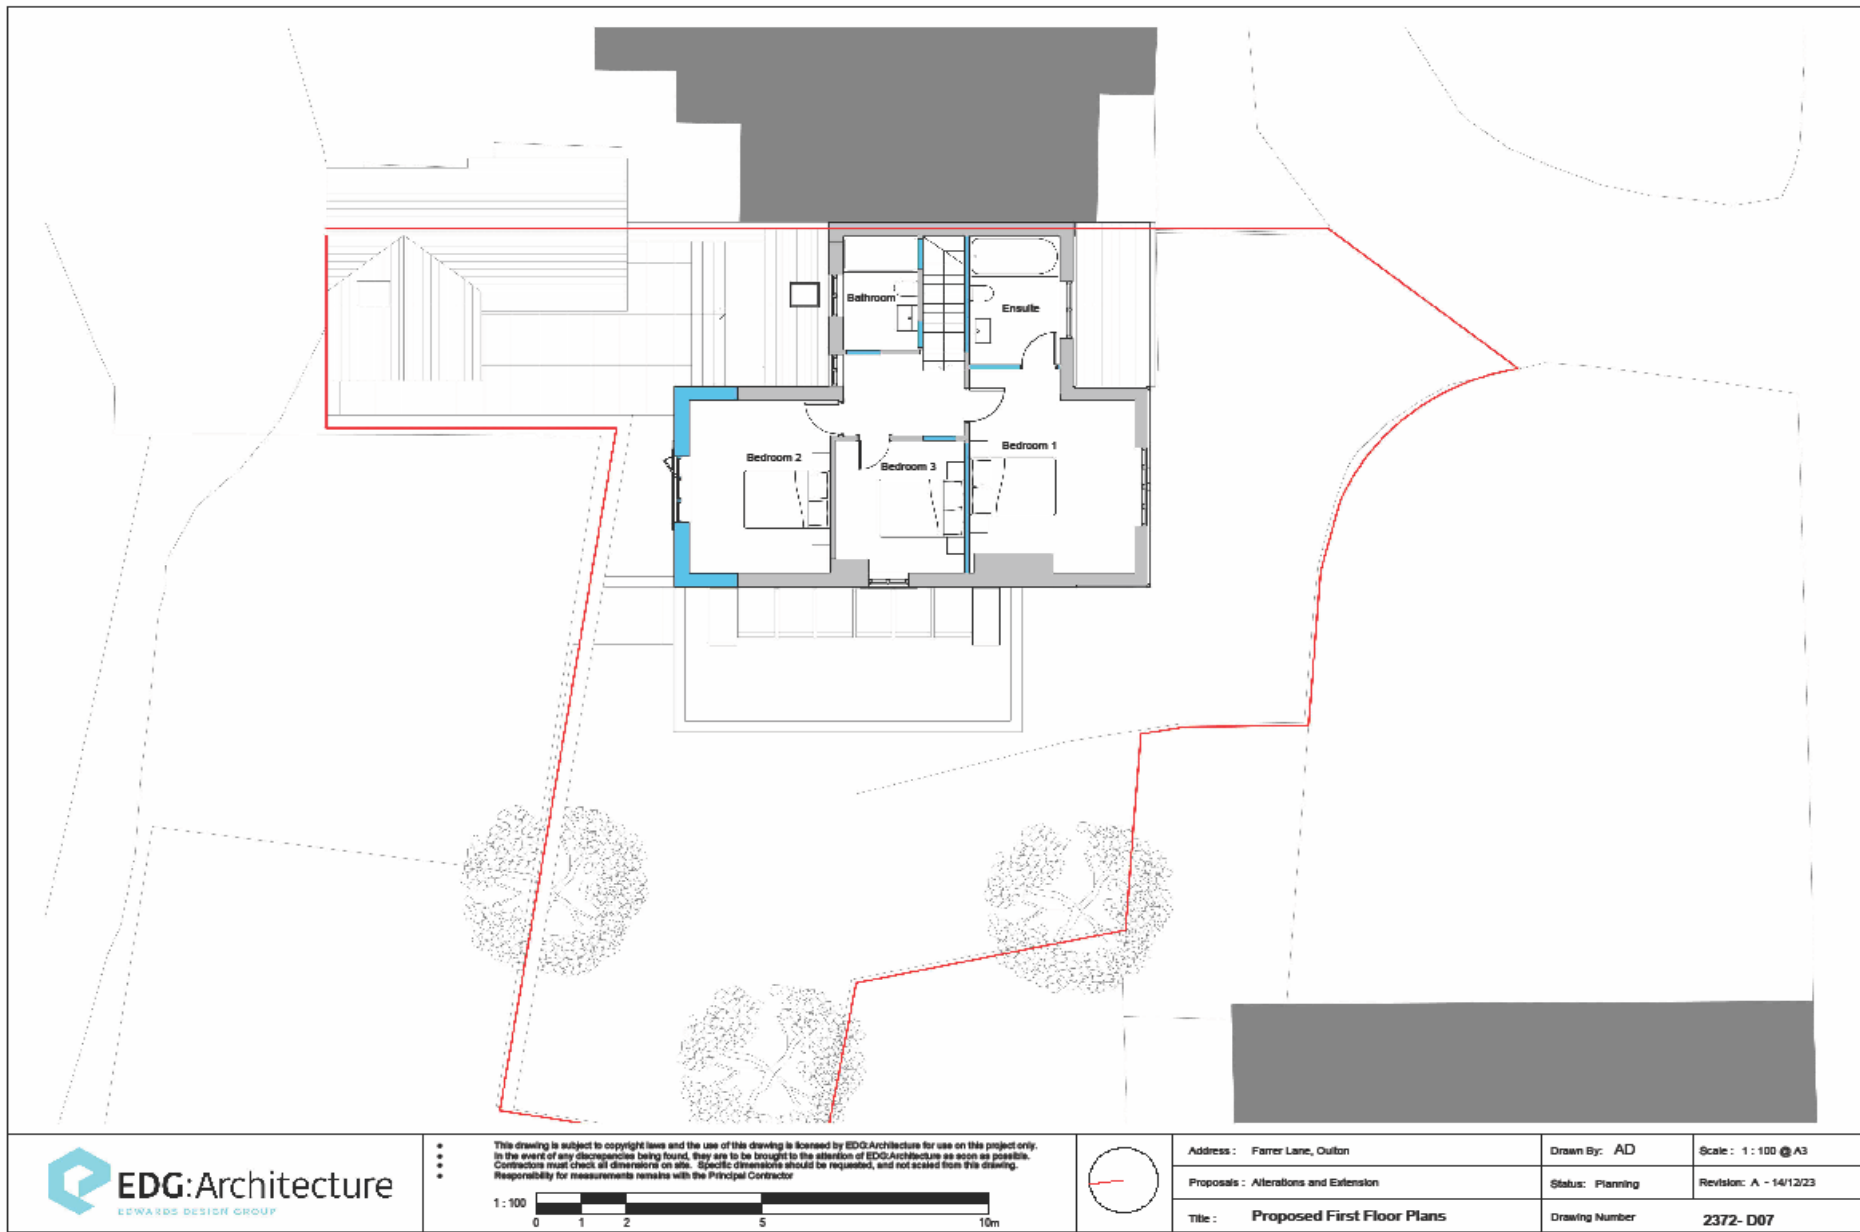 Bathroom
Ensuite
Bedroom 1
Bedroom 2
Bedroom 3
EDG:Architecture
EDWARDS DESIGN GROUP
This drawing is subject to copyright laws and the use of this drawing is licensed by EDG:Architecture for use on this project only.
In the event of any discrepancies being found, they are to be brought to the attention of EDG:Architecture as soon as possible.
Contractors must check all dimensions on site. Specific dimensions should be requested, and not scaled from this drawing.
Responsibility for measurements remains with the Principal Contractor
1 : 100
0 1 2 5 10m
Address : Farrer Lane, Oulton
Proposals : Alterations and Extension
Title : Proposed First Floor Plans
Drawn By: AD
Scale : 1 : 100 @ A3
Status: Planning
Revision: A - 14/12/23
Drawing Number
2372- D07